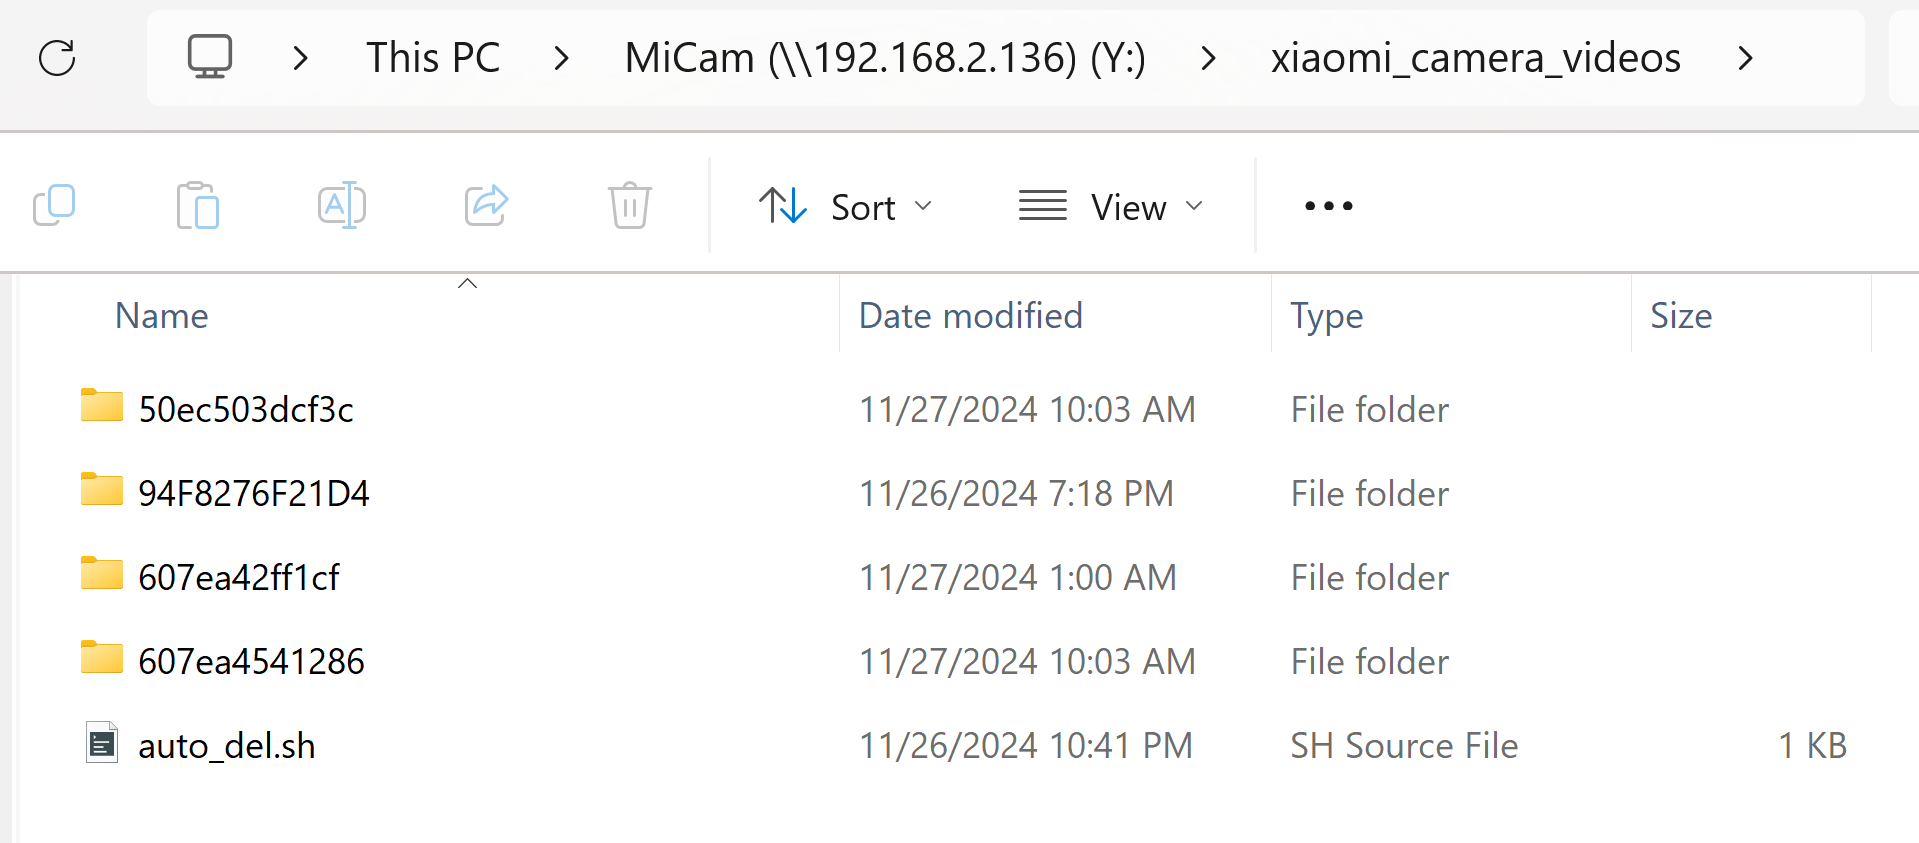 This PC MiCam (\\192.168.2.136) (Y:) xiaomi_camera_videos
Sort View
Name Date modified Type Size
50ec503dcf3c 11/27/2024 10:03 AM File folder
94F8276F21D4 11/26/2024 7:18 PM File folder
607ea42ff1cf 11/27/2024 1:00 AM File folder
607ea4541286 11/27/2024 10:03 AM File folder
auto_del.sh 11/26/2024 10:41 PM SH Source File 1 KB